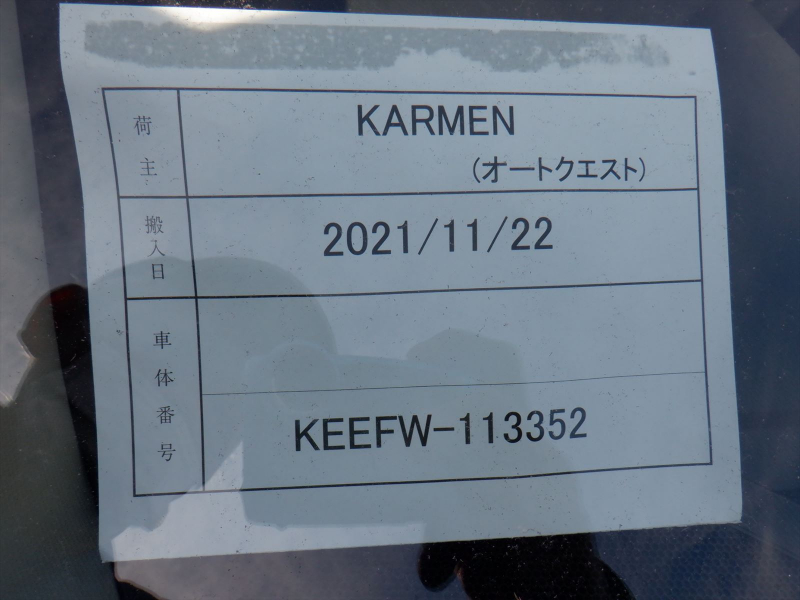 荷主
KARMEN
(オートクエスト)
搬入日
2021/11/22
車体番号
KEEFW-113352